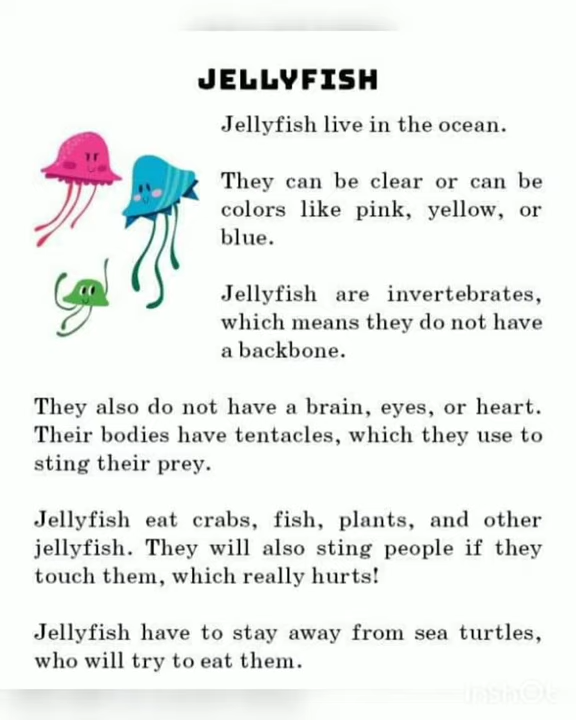 JELLYFISH
Jellyfish live in the ocean.
They can be clear or can be
colors like pink, yellow, or
blue.
Jellyfish are invertebrates,
which means they do not have
a backbone.
They also do not have a brain, eyes, or heart.
Their bodies have tentacles, which they use to
sting their prey.
Jellyfish eat crabs, fish, plants, and other
jellyfish. They will also sting people if they
touch them, which really hurts!
Jellyfish have to stay away from sea turtles,
who will try to eat them.
InShOt